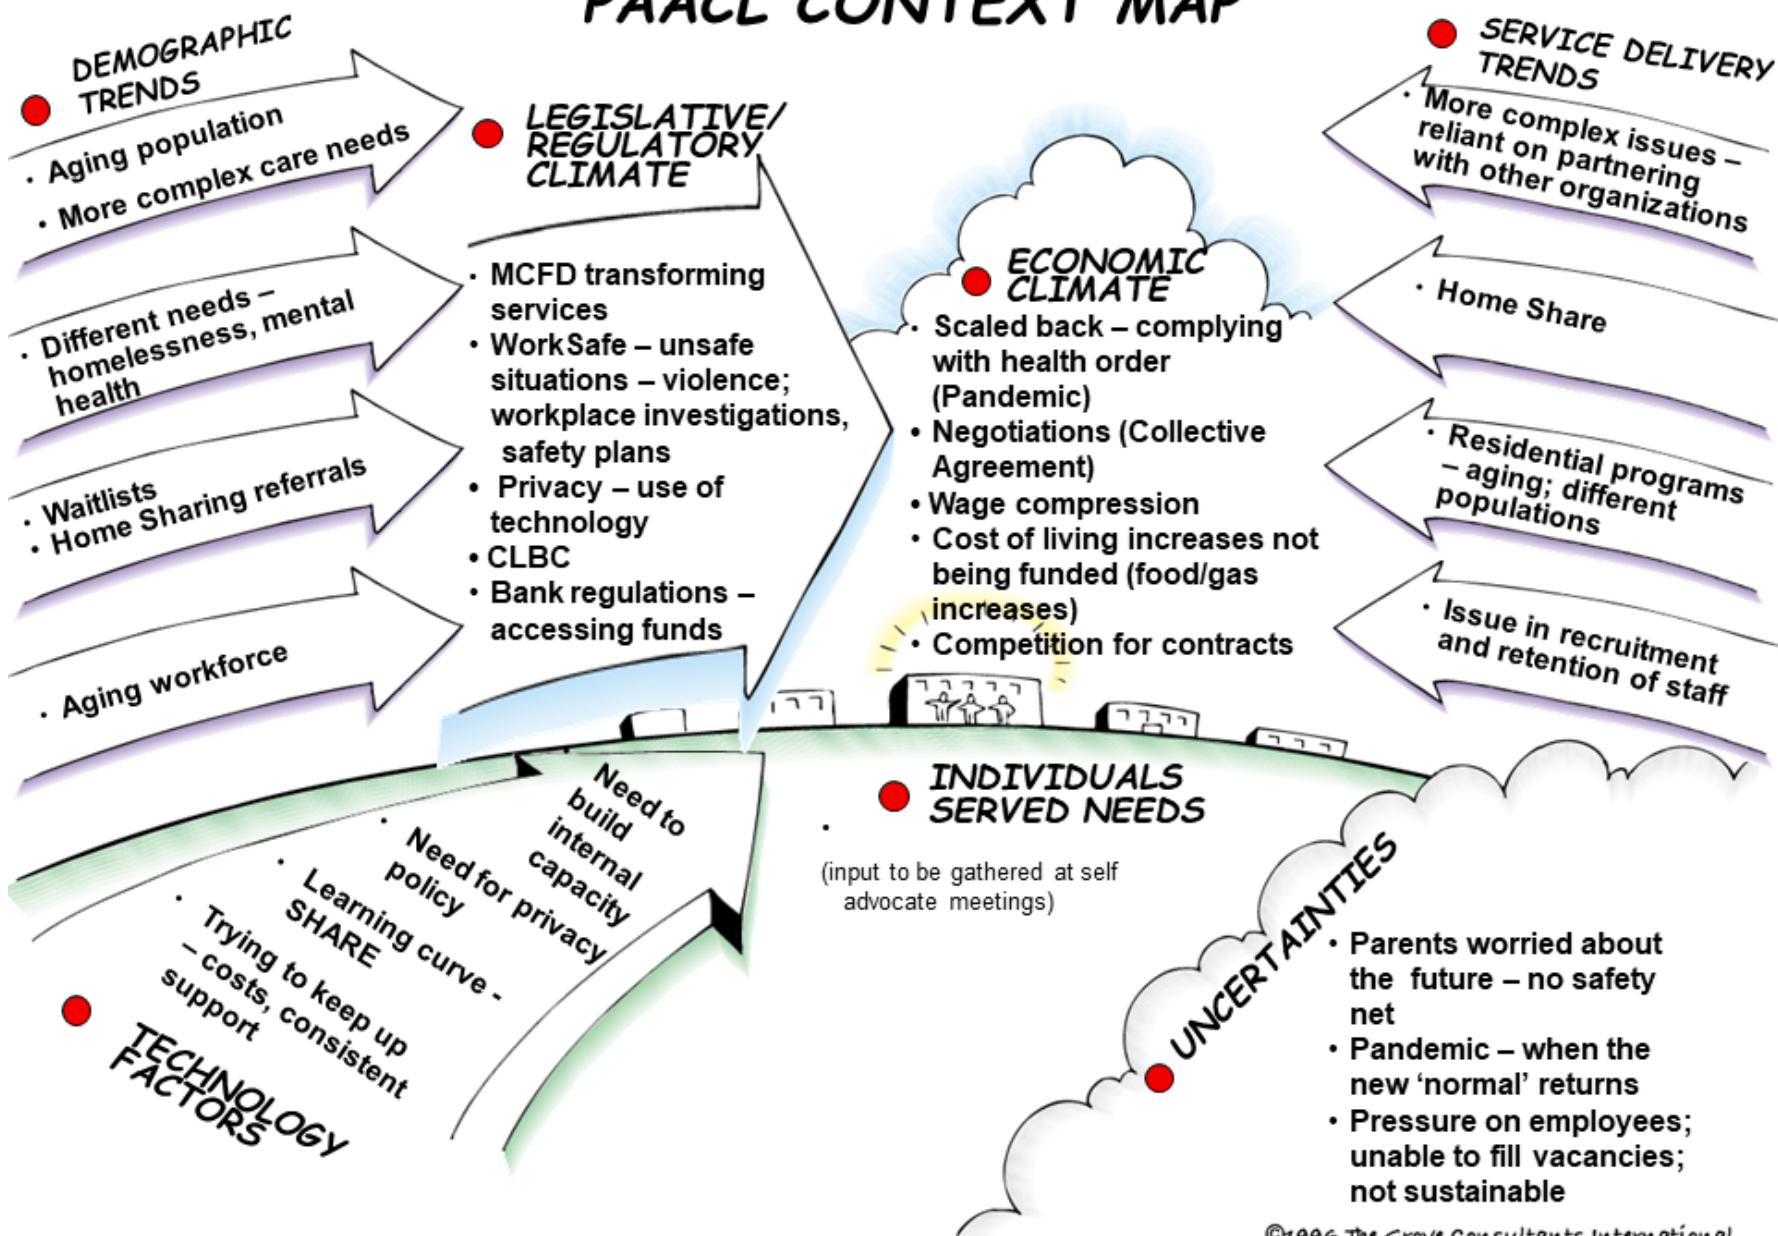 PAACL CONTEXT MAP
DEMOGRAPHIC
TRENDS
• Aging population
• More complex care needs
• Different needs –
homelessness, mental
health
• Waitlists
• Home Sharing referrals
• Aging workforce
LEGISLATIVE/
REGULATORY
CLIMATE
• MCFD transforming
services
• WorkSafe – unsafe
situations – violence;
workplace investigations,
safety plans
• Privacy – use of
technology
• CLBC
• Bank regulations –
accessing funds
ECONOMIC
CLIMATE
• Scaled back – complying
with health order
(Pandemic)
• Negotiations (Collective
Agreement)
• Wage compression
• Cost of living increases not
being funded (food/gas
increases)
• Competition for contracts
SERVICE DELIVERY
TRENDS
• More complex issues –
reliant on partnering
with other organizations
• Home Share
• Residential programs
– aging; different
populations
• Issue in recruitment
and retention of staff
TECHNOLOGY
FACTORS
• Trying to keep up
– costs, consistent
support
• Learning curve -
SHARE
• Need for privacy
policy
Need to
build
internal
capacity
INDIVIDUALS
SERVED NEEDS
•
(input to be gathered at self
advocate meetings)
UNCERTAINTIES
• Parents worried about
the future – no safety
net
• Pandemic – when the
new ‘normal’ returns
• Pressure on employees;
unable to fill vacancies;
not sustainable
©1996 The Grove Consultants International